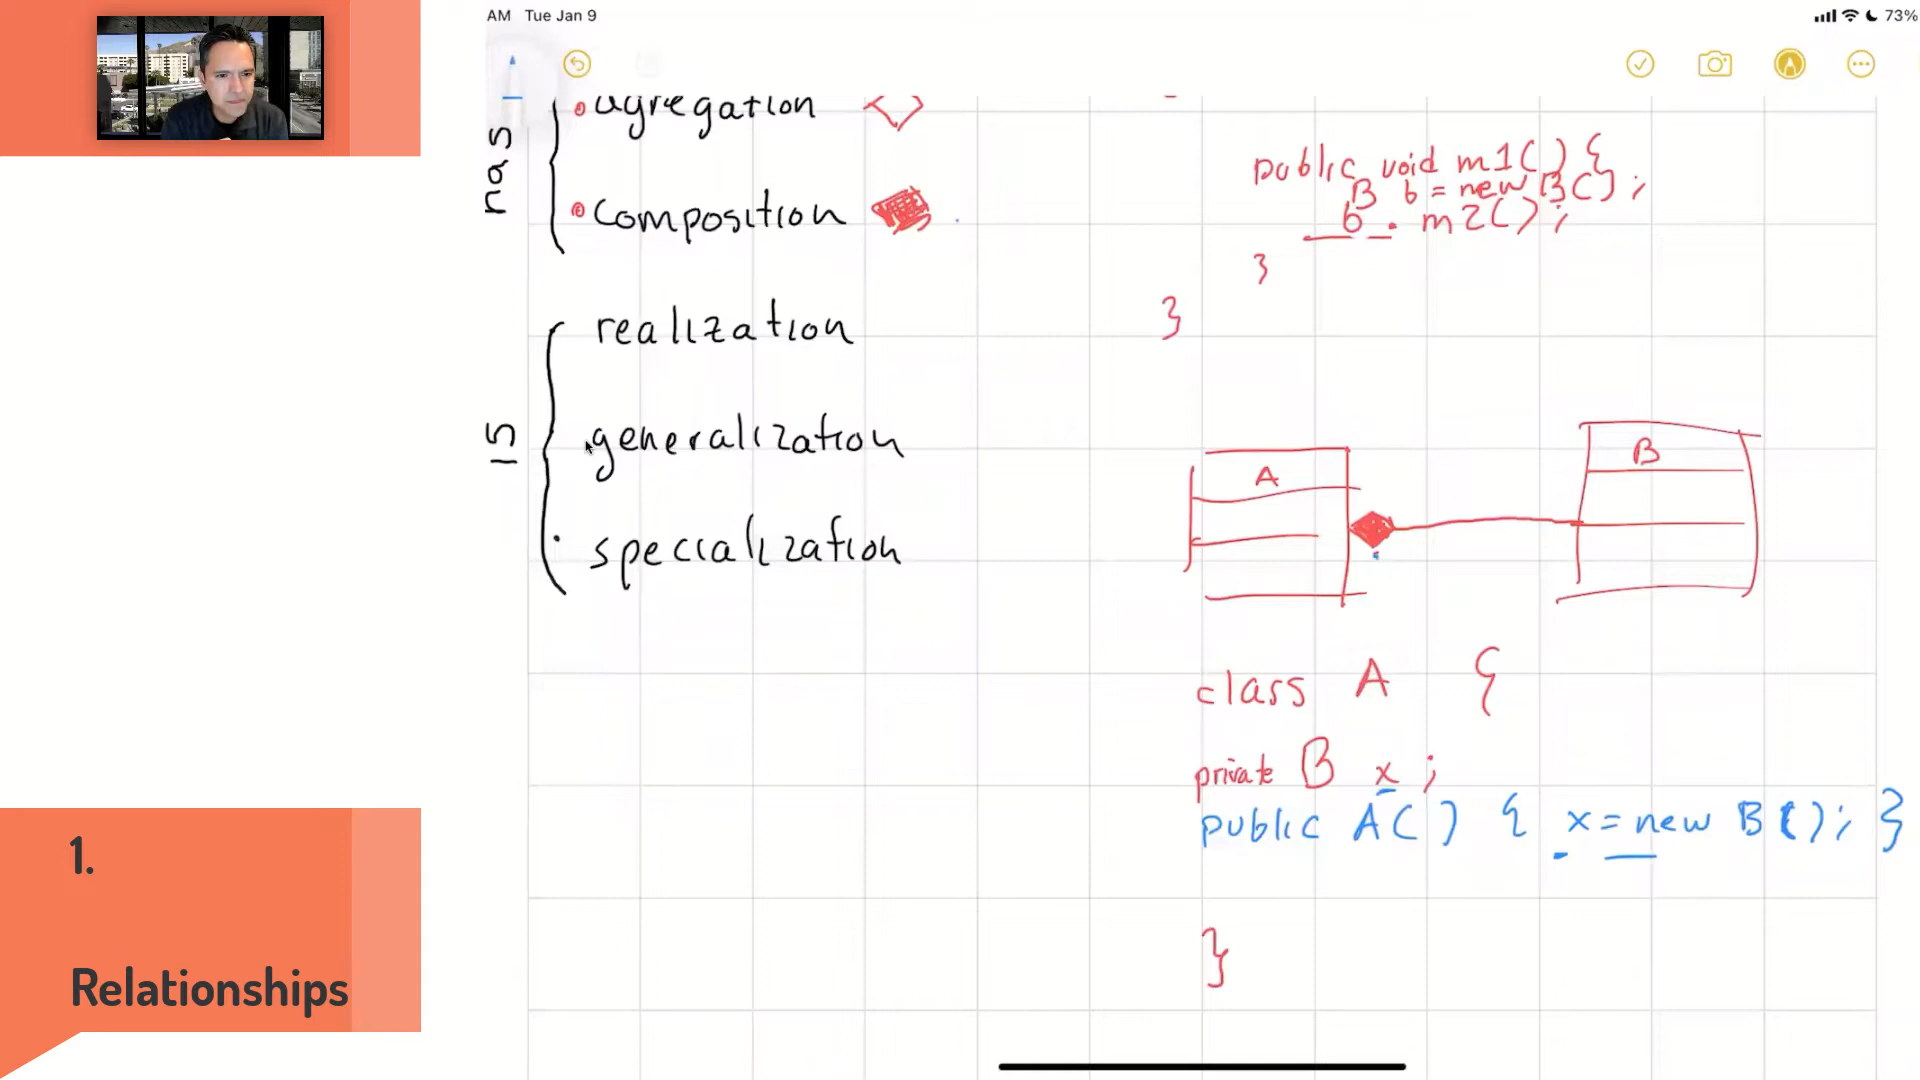 AM Tue Jan 9
73%
has
agregation
composition
is
realization
generalization
specialization
public void m1() {
B b = new B();
b . m2();
}
}
A
B
class A {
private B x ;
public A() { x = new B(); }
}
1.
Relationships